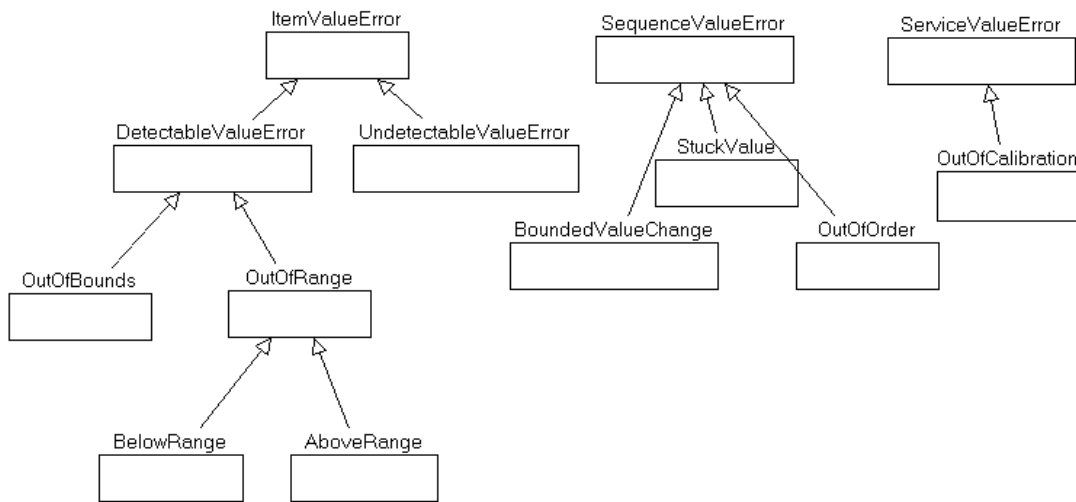 ItemValueError
SequenceValueError
ServiceValueError
DetectableValueError
UndetectableValueError
StuckValue
OutOfCalibration
BoundedValueChange
OutOfOrder
OutOfBounds
OutOfRange
BelowRange
AboveRange